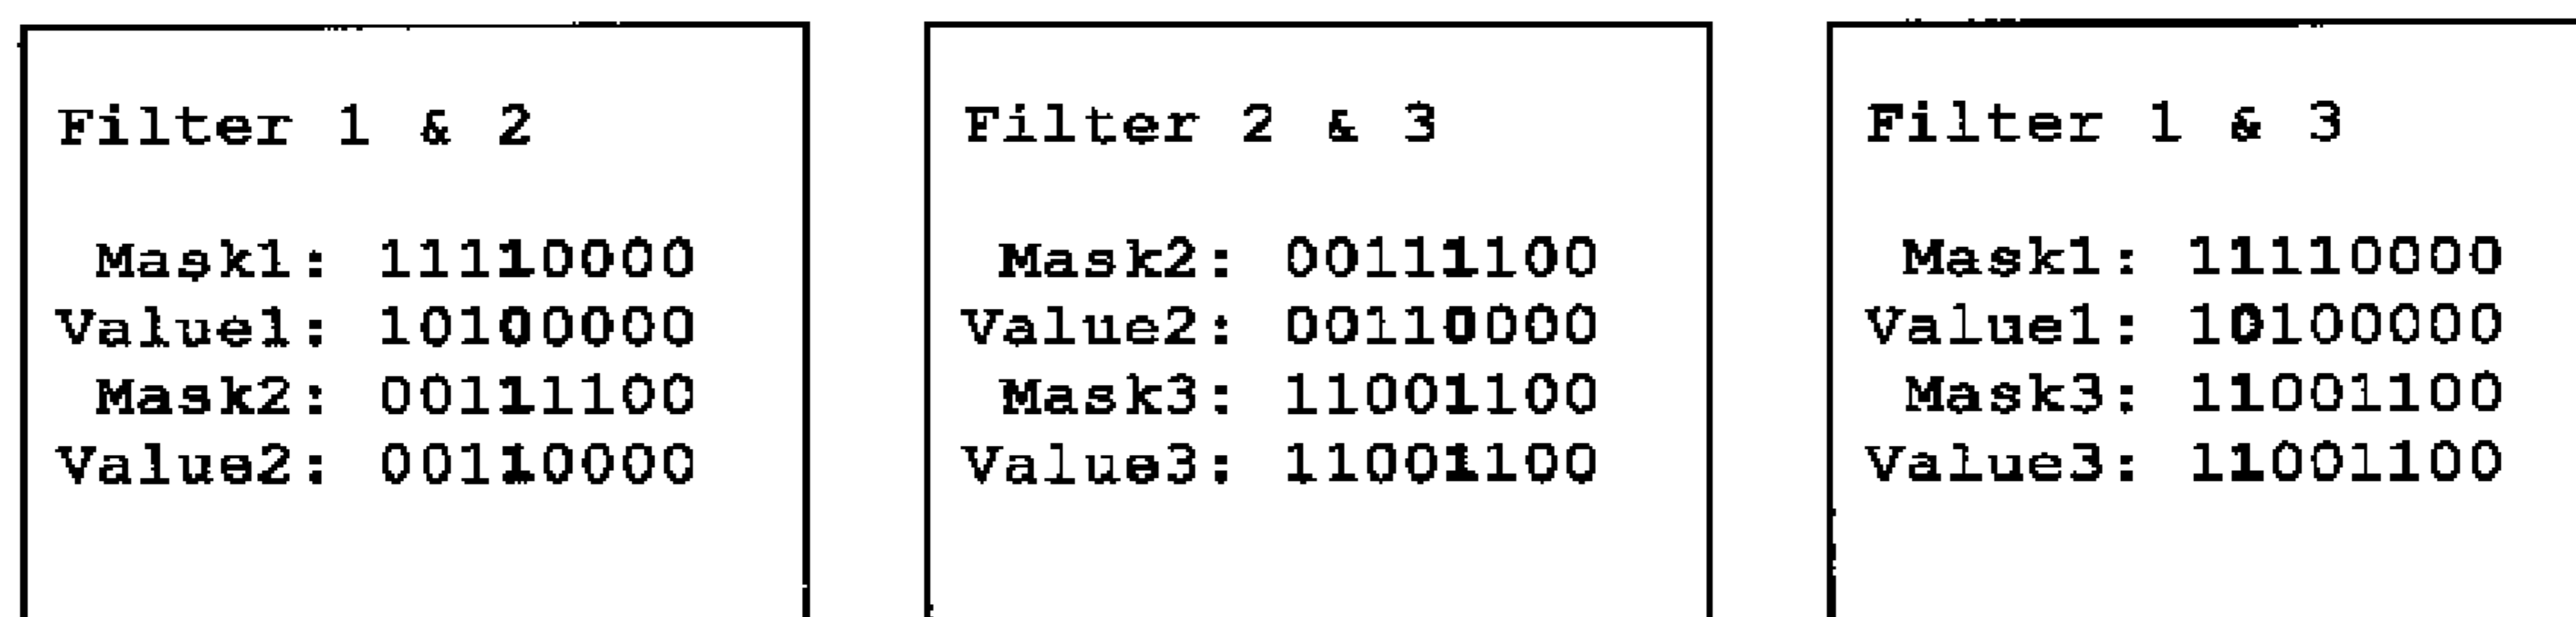 Filter 1 & 2
Mask1: 11110000
Value1: 10100000
Mask2: 00111100
Value2: 00110000
Filter 2 & 3
Mask2: 00111100
Value2: 00110000
Mask3: 11001100
Value3: 11001100
Filter 1 & 3
Mask1: 11110000
Value1: 10100000
Mask3: 11001100
Value3: 11001100